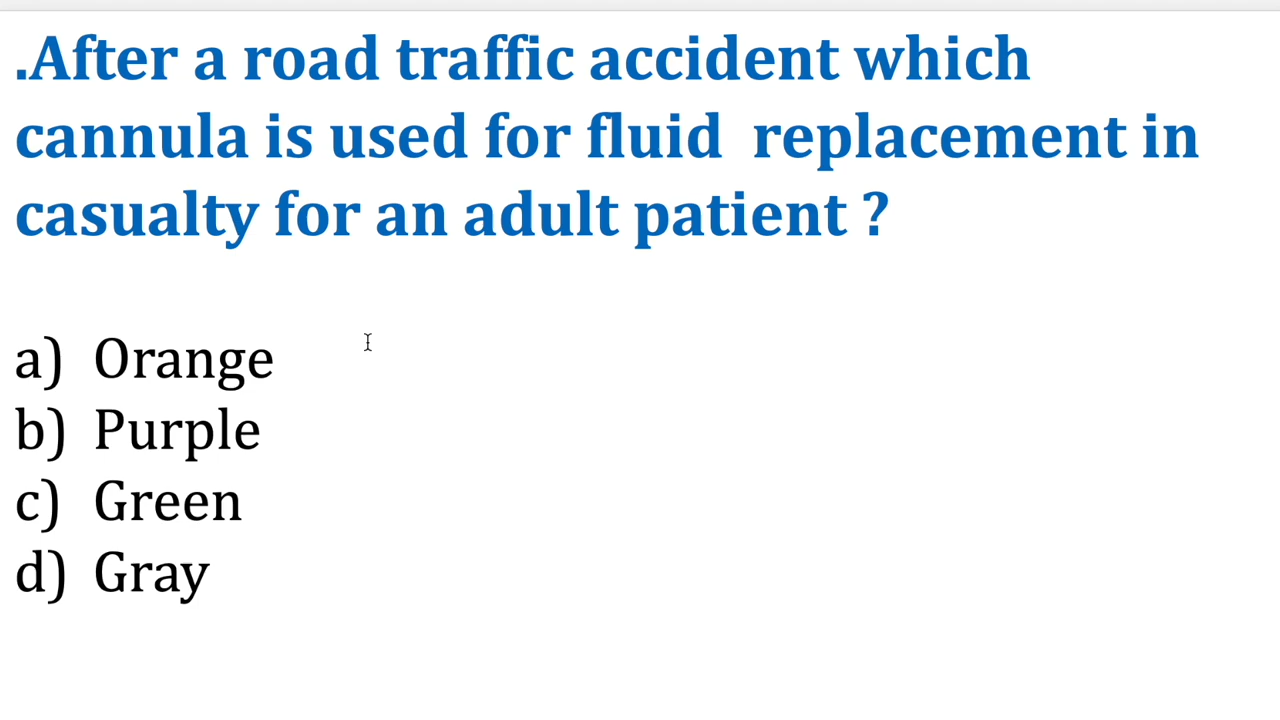 .After a road traffic accident which
cannula is used for fluid  replacement in
casualty for an adult patient ?
a)  Orange
b)  Purple
c)  Green
d)  Gray